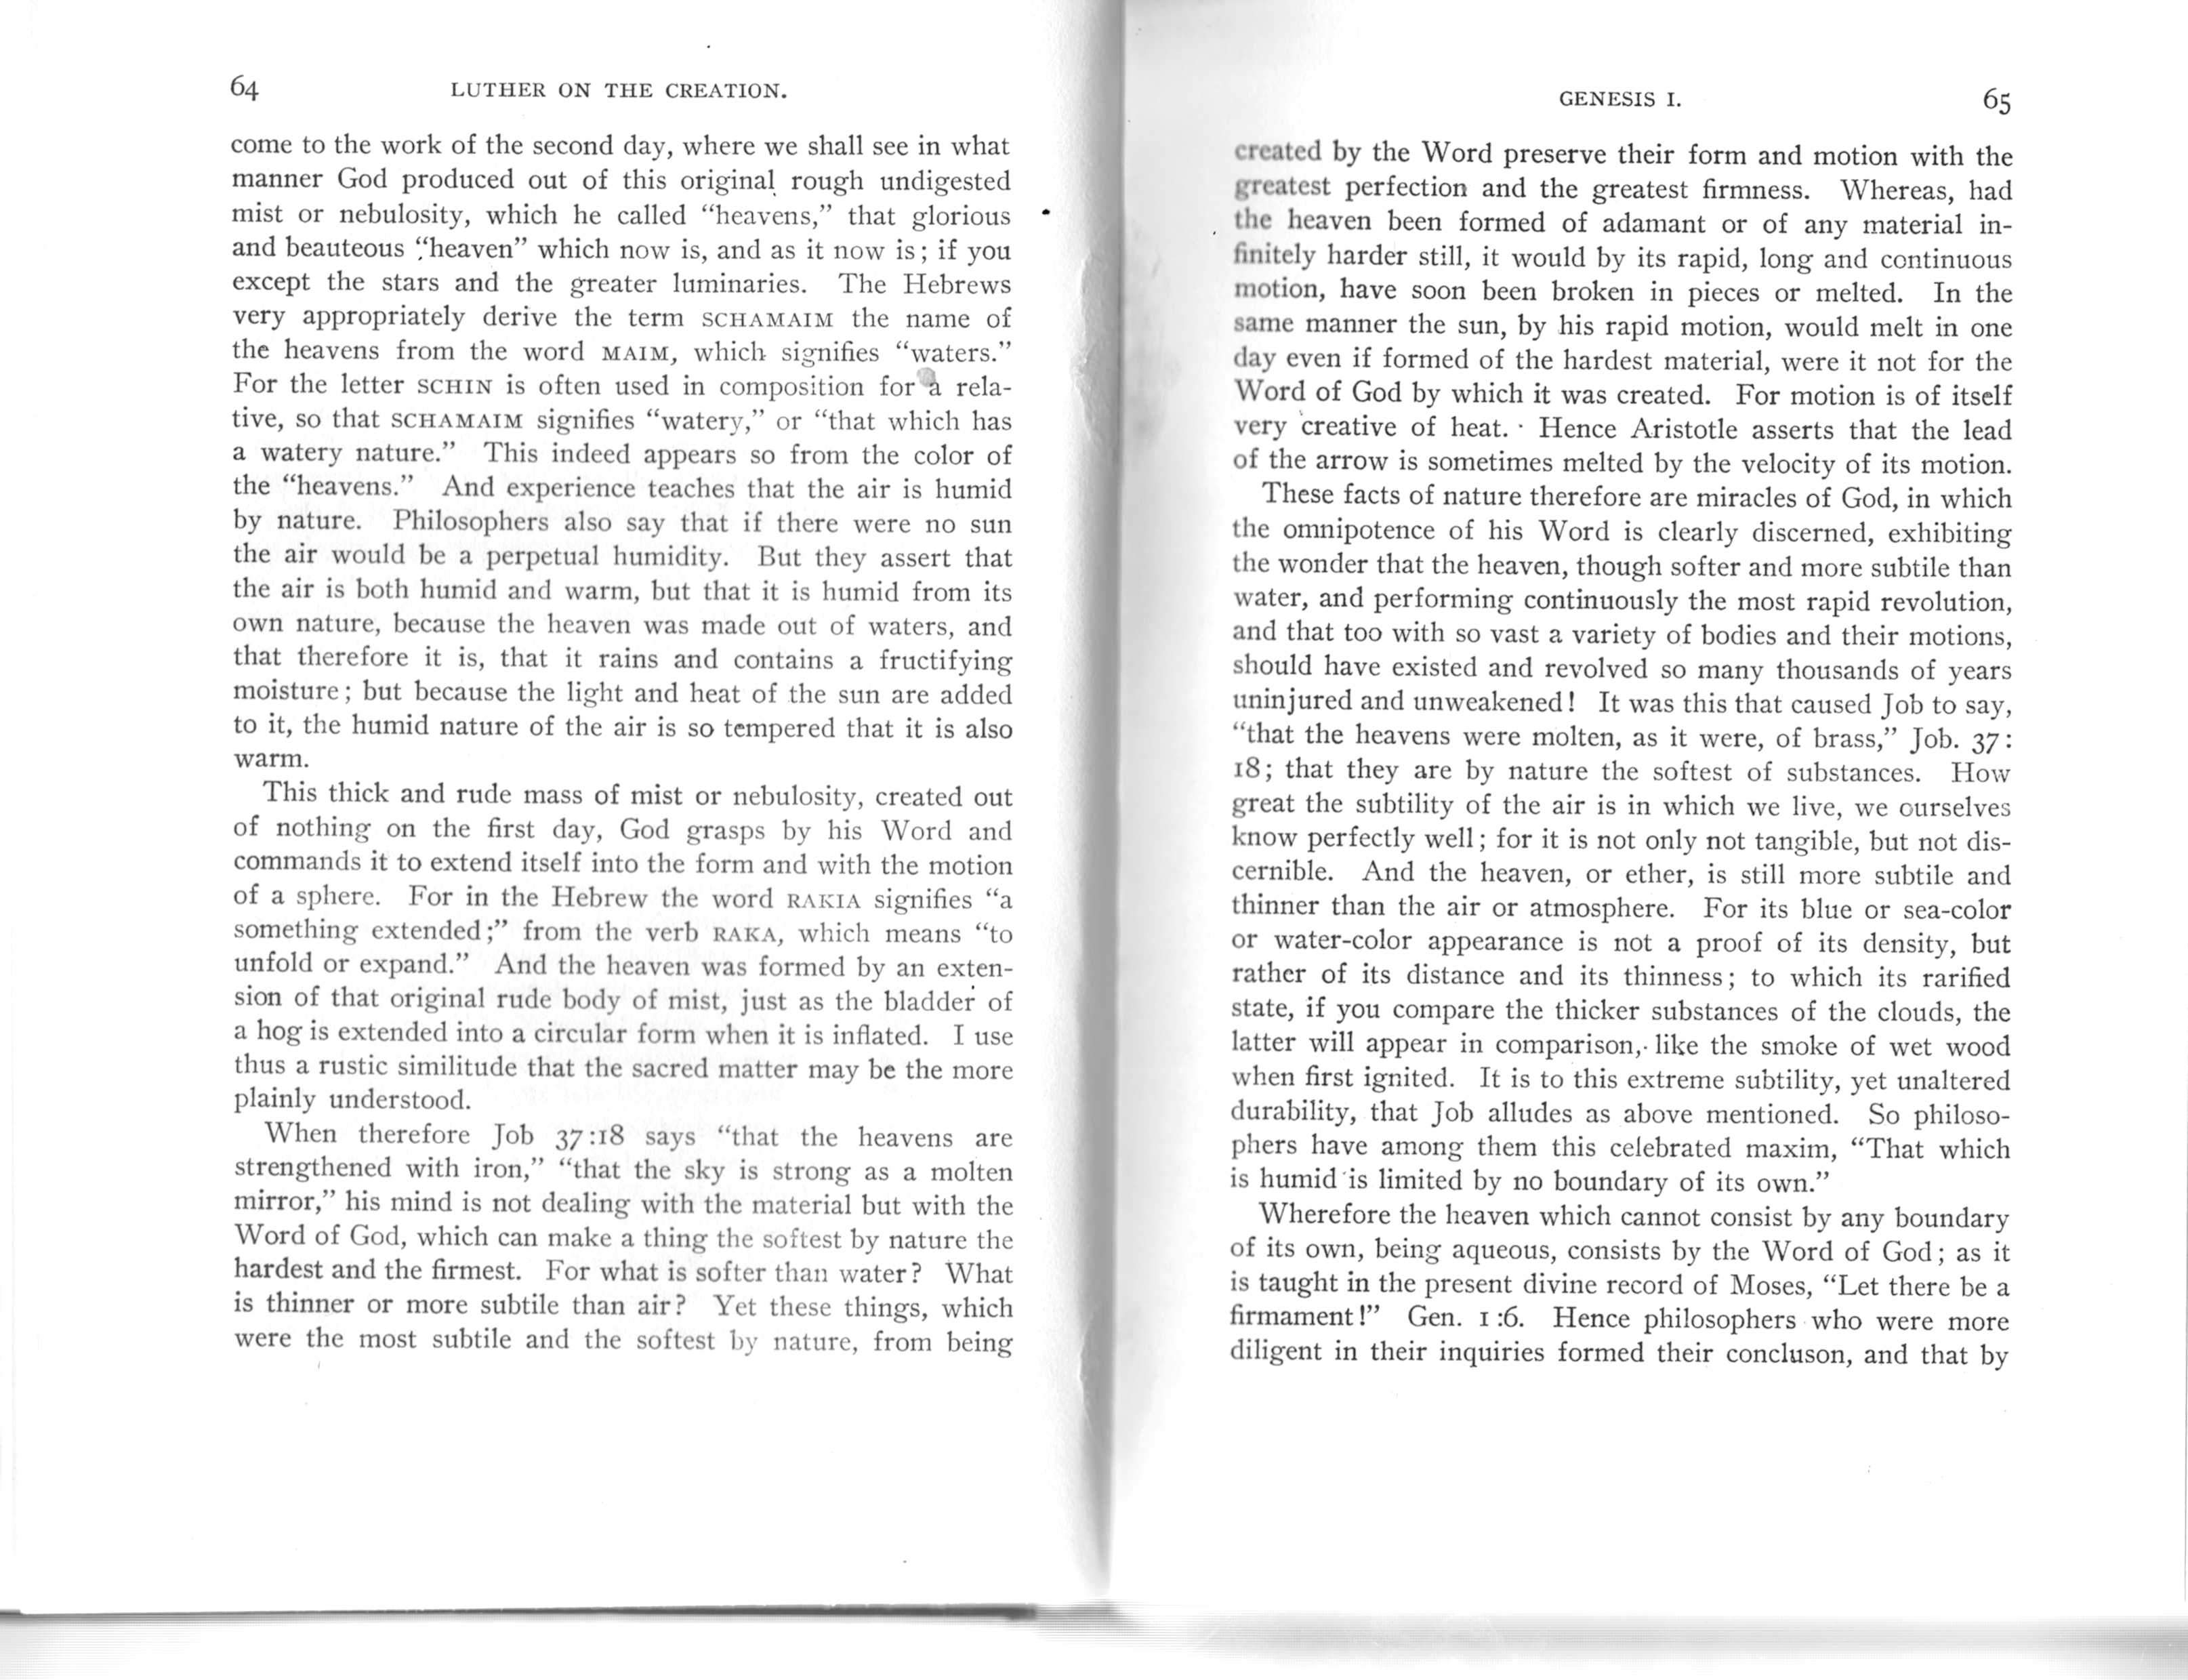 64 LUTHER ON THE CREATION.
come to the work of the second day, where we shall see in what
manner God produced out of this original rough undigested
mist or nebulosity, which he called “heavens,” that glorious
and beauteous “heaven” which now is, and as it now is; if you
except the stars and the greater luminaries. The Hebrews
very appropriately derive the term SCHAMAIM the name of
the heavens from the word MAIM, which signifies “waters.”
For the letter SCHIN is often used in composition for a rela-
tive, so that SCHAMAIM signifies “watery,” or “that which has
a watery nature.” This indeed appears so from the color of
the “heavens.” And experience teaches that the air is humid
by nature. Philosophers also say that if there were no sun
the air would be a perpetual humidity. But they assert that
the air is both humid and warm, but that it is humid from its
own nature, because the heaven was made out of waters, and
that therefore it is, that it rains and contains a fructifying
moisture; but because the light and heat of the sun are added
to it, the humid nature of the air is so tempered that it is also
warm.
This thick and rude mass of mist or nebulosity, created out
of nothing on the first day, God grasps by his Word and
commands it to extend itself into the form and with the motion
of a sphere. For in the Hebrew the word RAKIA signifies “a
something extended;” from the verb RAKA, which means “to
unfold or expand.” And the heaven was formed by an exten-
sion of that original rude body of mist, just as the bladder of
a hog is extended into a circular form when it is inflated. I use
thus a rustic similitude that the sacred matter may be the more
plainly understood.
When therefore Job 37:18 says “that the heavens are
strengthened with iron,” “that the sky is strong as a molten
mirror,” his mind is not dealing with the material but with the
Word of God, which can make a thing the softest by nature the
hardest and the firmest. For what is softer than water? What
is thinner or more subtile than air? Yet these things, which
were the most subtile and the softest by nature, from being
GENESIS I. 65
created by the Word preserve their form and motion with the
greatest perfection and the greatest firmness. Whereas, had
the heaven been formed of adamant or of any material in-
finitely harder still, it would by its rapid, long and continuous
motion, have soon been broken in pieces or melted. In the
same manner the sun, by his rapid motion, would melt in one
day even if formed of the hardest material, were it not for the
Word of God by which it was created. For motion is of itself
very creative of heat. Hence Aristotle asserts that the lead
of the arrow is sometimes melted by the velocity of its motion.
These facts of nature therefore are miracles of God, in which
the omnipotence of his Word is clearly discerned, exhibiting
the wonder that the heaven, though softer and more subtile than
water, and performing continuously the most rapid revolution,
and that too with so vast a variety of bodies and their motions,
should have existed and revolved so many thousands of years
uninjured and unweakened! It was this that caused Job to say,
“that the heavens were molten, as it were, of brass,” Job. 37:
18; that they are by nature the softest of substances. How
great the subtility of the air is in which we live, we ourselves
know perfectly well; for it is not only not tangible, but not dis-
cernible. And the heaven, or ether, is still more subtile and
thinner than the air or atmosphere. For its blue or sea-color
or water-color appearance is not a proof of its density, but
rather of its distance and its thinness; to which its rarified
state, if you compare the thicker substances of the clouds, the
latter will appear in comparison, like the smoke of wet wood
when first ignited. It is to this extreme subtility, yet unaltered
durability, that Job alludes as above mentioned. So philoso-
phers have among them this celebrated maxim, “That which
is humid is limited by no boundary of its own.”
Wherefore the heaven which cannot consist by any boundary
of its own, being aqueous, consists by the Word of God; as it
is taught in the present divine record of Moses, “Let there be a
firmament!” Gen. 1:6. Hence philosophers who were more
diligent in their inquiries formed their concluson, and that by